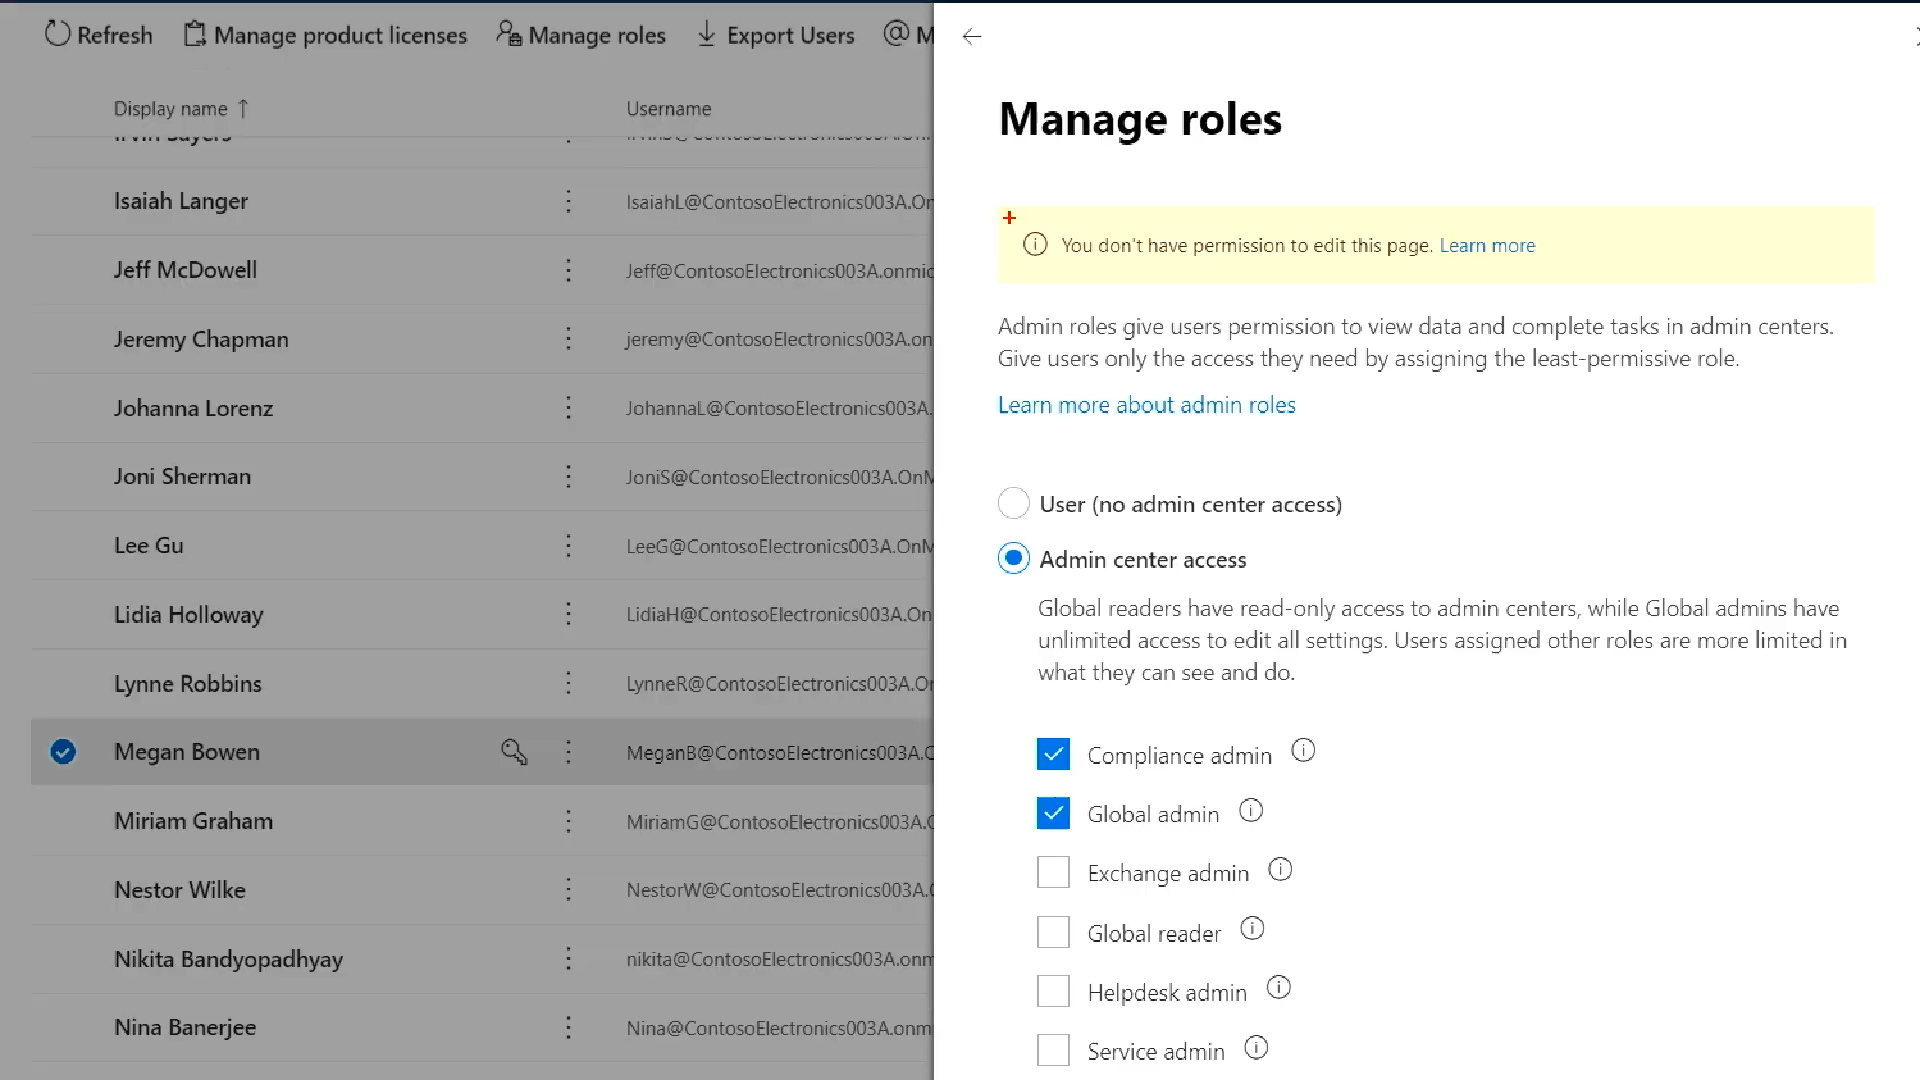 Refresh
Manage product licenses
Manage roles
Export Users
Display name ↑
Username
Isaiah Langer
IsaiahL@ContosoElectronics003A.On
Jeff McDowell
Jeff@ContosoElectronics003A.onmic
Jeremy Chapman
jeremy@ContosoElectronics003A.on
Johanna Lorenz
JohannaL@ContosoElectronics003A.
Joni Sherman
JoniS@ContosoElectronics003A.OnM
Lee Gu
LeeG@ContosoElectronics003A.OnM
Lidia Holloway
LidiaH@ContosoElectronics003A.On
Lynne Robbins
LynneR@ContosoElectronics003A.On
Megan Bowen
MeganB@ContosoElectronics003A.O
Miriam Graham
MiriamG@ContosoElectronics003A.O
Nestor Wilke
NestorW@ContosoElectronics003A.O
Nikita Bandyopadhyay
nikita@ContosoElectronics003A.onm
Nina Banerjee
Nina@ContosoElectronics003A.onm
Manage roles
You don't have permission to edit this page. Learn more
Admin roles give users permission to view data and complete tasks in admin centers.
Give users only the access they need by assigning the least-permissive role.
Learn more about admin roles
User (no admin center access)
Admin center access
Global readers have read-only access to admin centers, while Global admins have
unlimited access to edit all settings. Users assigned other roles are more limited in
what they can see and do.
Compliance admin
Global admin
Exchange admin
Global reader
Helpdesk admin
Service admin